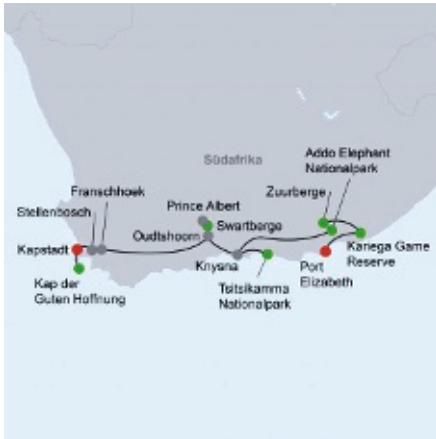 Südafrika
Addo Elephant
Nationalpark
Zuurberge
Franschhoek
Prince Albert
Stellenbosch
Swartberge
Oudtshoorn
Kapstadt
Kariega Game
Reserve
Knysna
Port
Elizabeth
Kap der
Guten Hoffnung
Tsitsikamma
Nationalpark